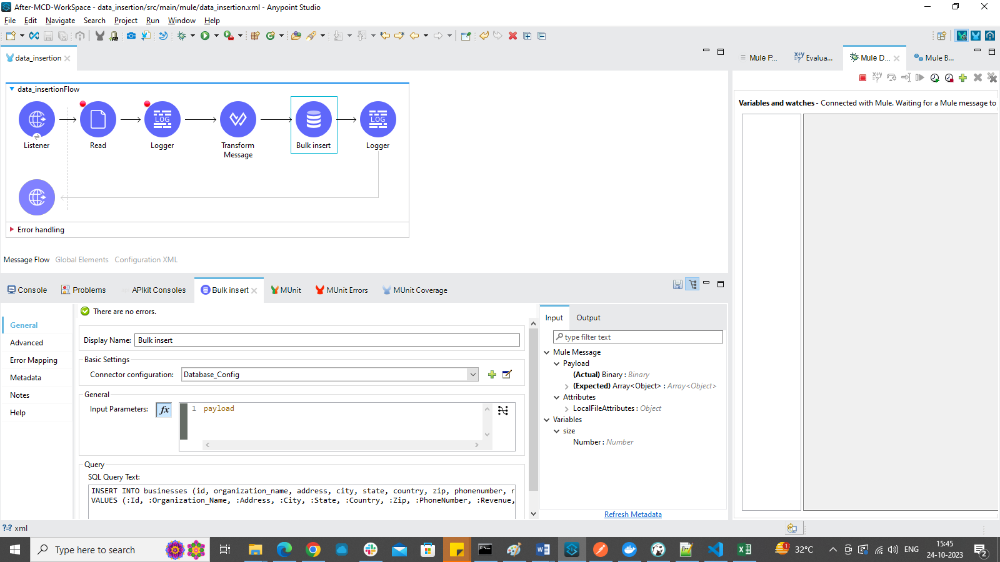 After-MCD-WorkSpace - data_insertion/src/main/mule/data_insertion.xml - Anypoint Studio
File Edit Navigate Search Project Run Window Help
data_insertion
Mule P...
x+y =? Evalua...
Mule D...
Mule B...
data_insertionFlow
Listener
Read
LOG
Logger
Transform
Message
Bulk insert
LOG
Logger
Error handling
Message Flow Global Elements Configuration XML
Variables and watches - Connected with Mule. Waiting for a Mule message to
Console Problems APIkit Consoles Bulk insert MUnit MUnit Errors MUnit Coverage
General
Advanced
Error Mapping
Metadata
Notes
Help
There are no errors.
Display Name: Bulk insert
Basic Settings
Connector configuration: Database_Config
General
Input Parameters: fx 1 payload
Query
SQL Query Text:
INSERT INTO businesses (id, organization_name, address, city, state, country, zip, phonenumber, r
VALUES (:Id, :Organization_Name, :Address, :City, :State, :Country, :Zip, :PhoneNumber, :Revenue,
Input Output
type filter text
Mule Message
Payload
(Actual) Binary : Binary
(Expected) Array<Object> : Array<Object>
Attributes
LocalFileAttributes : Object
Variables
size
Number : Number
Refresh Metadata
?-? xml
Type here to search
1
32°C
ENG
15:45
24-10-2023
2